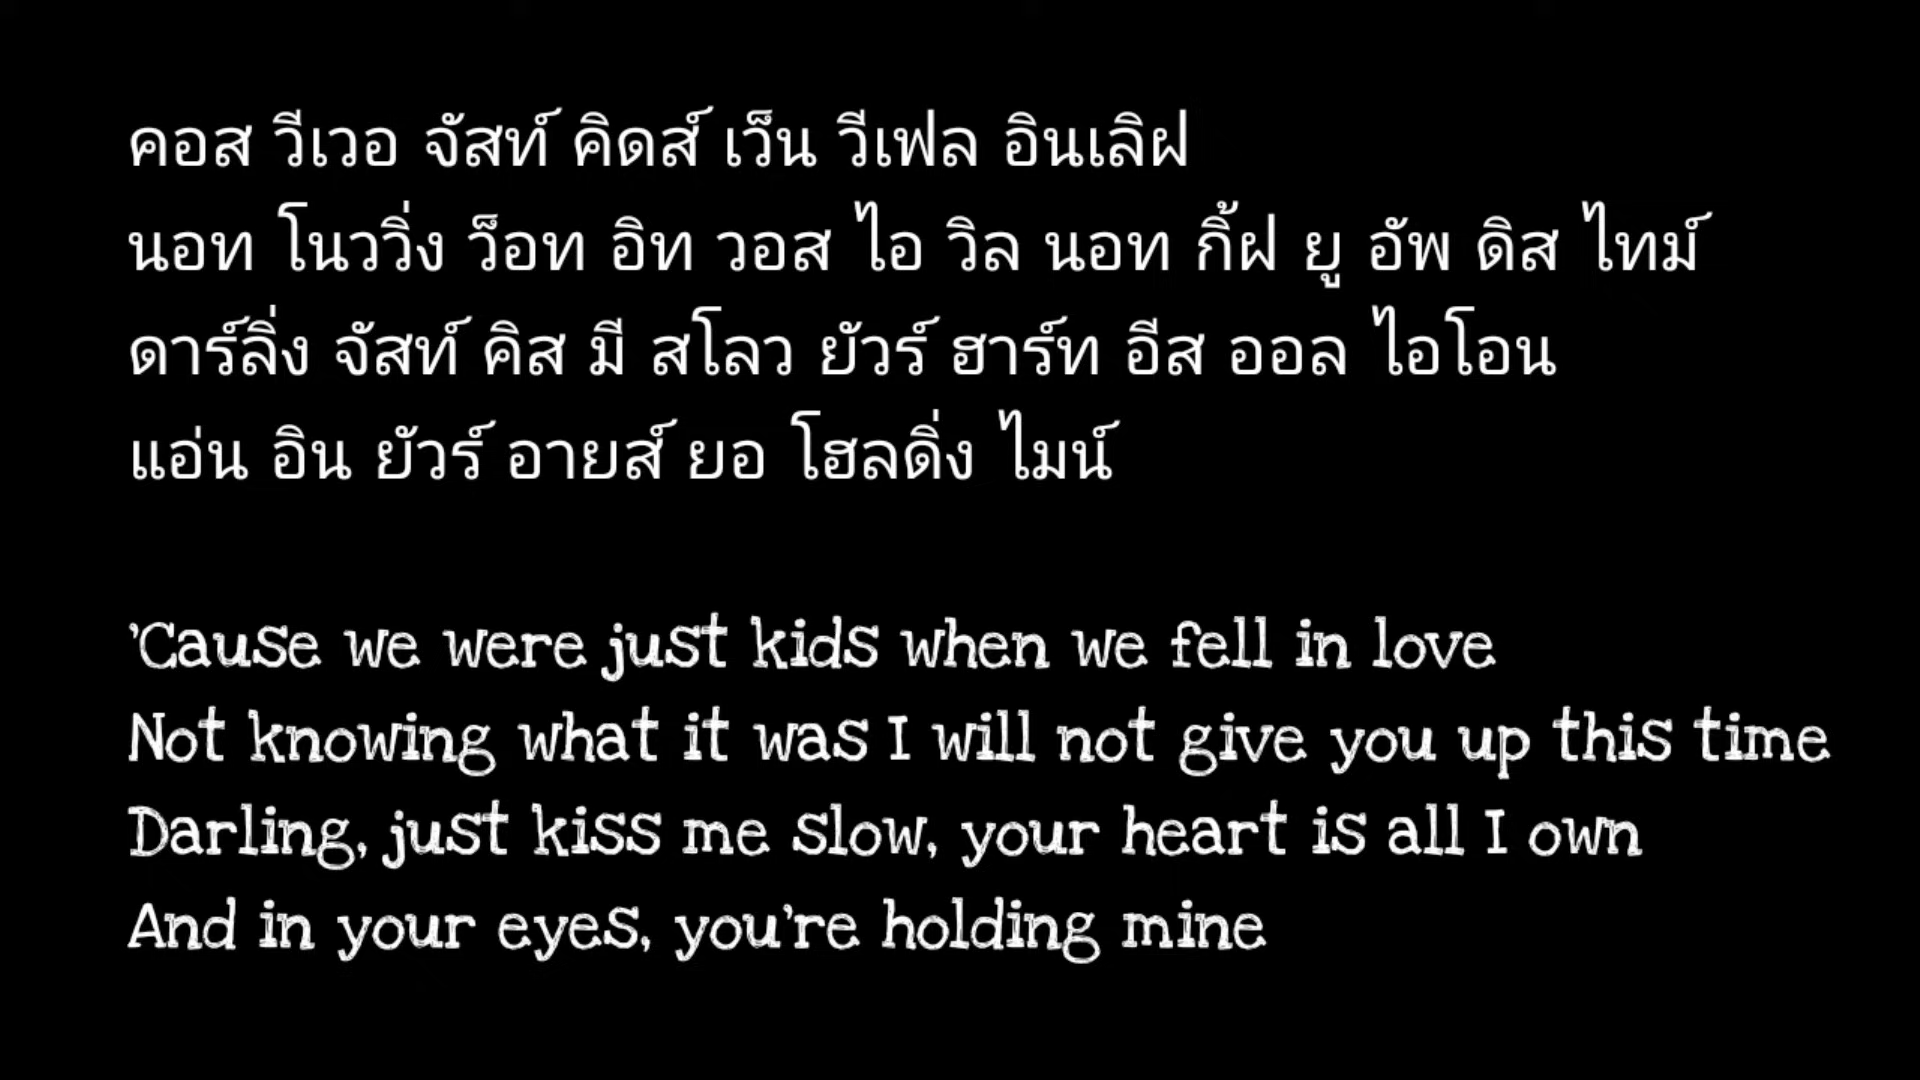 คอส วีเวอ จัสท์ คิดส์ เว็น วีเฟล อินเลิฝ
นอท โนววิ่ง ว็อท อิท วอส ไอ วิล นอท กิ้ฝ ยู อัพ ดิส ไทม์
ดาร์ลิ่ง จัสท์ คิส มี สโลว ยัวร์ ฮาร์ท อีส ออล ไอโอน
แอ่น อิน ยัวร์ อายส์ ยอ โฮลดิ่ง ไมน์
'Cause we were just kids when we fell in love
Not knowing what it was I will not give you up this time
Darling, just kiss me slow, your heart is all I own
And in your eyes, you're holding mine